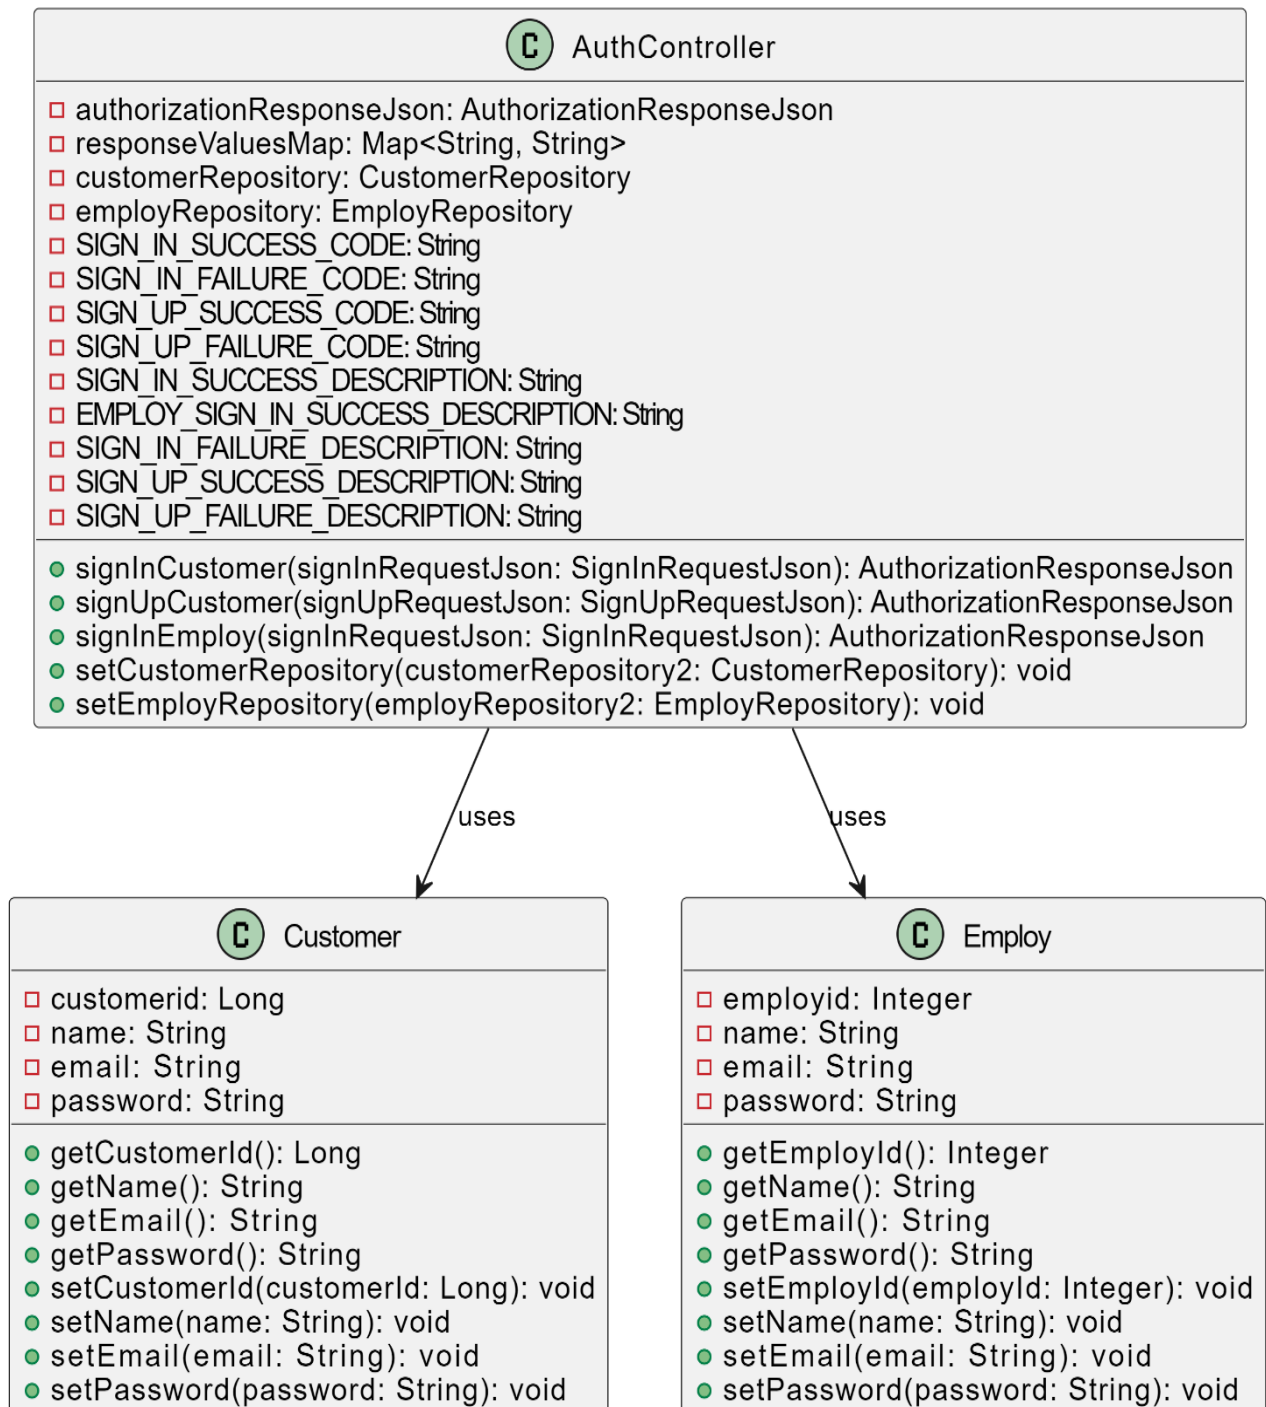 C AuthController
authorizationResponseJson: AuthorizationResponseJson
responseValuesMap: Map<String, String>
customerRepository: CustomerRepository
employRepository: EmployRepository
SIGN_IN_SUCCESS_CODE: String
SIGN_IN_FAILURE_CODE: String
SIGN_UP_SUCCESS_CODE: String
SIGN_UP_FAILURE_CODE: String
SIGN_IN_SUCCESS_DESCRIPTION: String
EMPLOY_SIGN_IN_SUCCESS_DESCRIPTION: String
SIGN_IN_FAILURE_DESCRIPTION: String
SIGN_UP_SUCCESS_DESCRIPTION: String
SIGN_UP_FAILURE_DESCRIPTION: String
signInCustomer(signInRequestJson: SignInRequestJson): AuthorizationResponseJson
signUpCustomer(signUpRequestJson: SignUpRequestJson): AuthorizationResponseJson
signInEmploy(signInRequestJson: SignInRequestJson): AuthorizationResponseJson
setCustomerRepository(customerRepository2: CustomerRepository): void
setEmployRepository(employRepository2: EmployRepository): void
uses
uses
C Customer
customerid: Long
name: String
email: String
password: String
getCustomerId(): Long
getName(): String
getEmail(): String
getPassword(): String
setCustomerId(customerId: Long): void
setName(name: String): void
setEmail(email: String): void
setPassword(password: String): void
C Employ
employid: Integer
name: String
email: String
password: String
getEmployId(): Integer
getName(): String
getEmail(): String
getPassword(): String
setEmployId(employId: Integer): void
setName(name: String): void
setEmail(email: String): void
setPassword(password: String): void